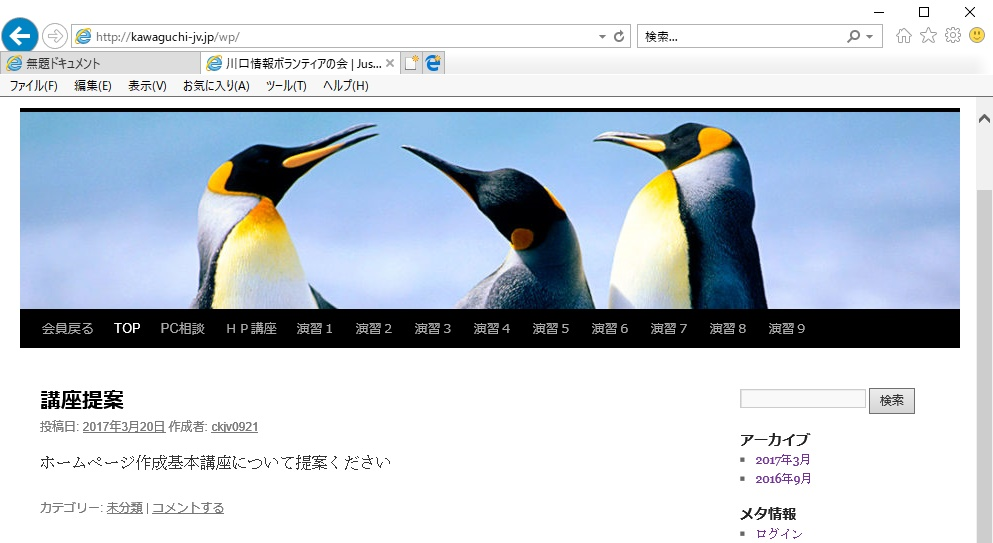 http://kawaguchi-jv.jp/wp/
検索...
無題ドキュメント
川口情報ボランティアの会 | Jus...
ファイル(F) 編集(E) 表示(V) お気に入り(A) ツール(T) ヘルプ(H)
会員戻る TOP PC相談 ＨＰ講座 演習１ 演習２ 演習３ 演習４ 演習５ 演習６ 演習７ 演習８ 演習９
講座提案
投稿日: 2017年3月20日 作成者: ckjv0921
ホームページ作成基本講座について提案ください
カテゴリー: 未分類 | コメントする
検索
アーカイブ
2017年3月
2016年9月
メタ情報
ログイン